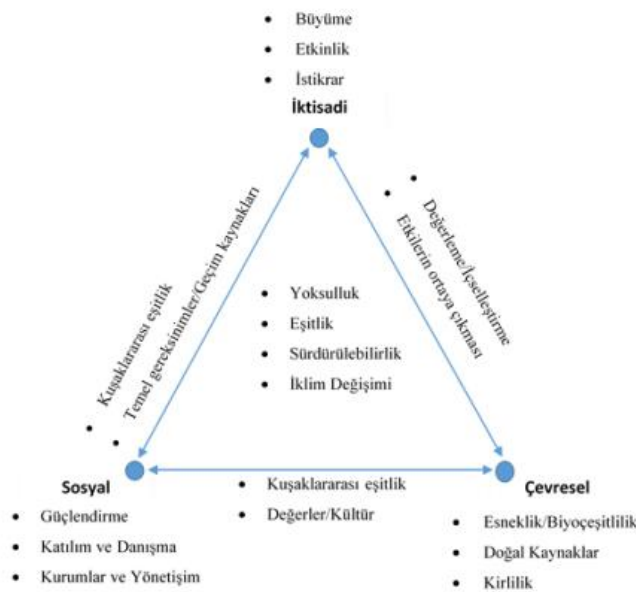 • Büyüme
• Etkinlik
• İstikrar
İktisadi
• Kuşaklararası eşitlik
• Temel gereksinimler/Geçim kaynakları
• Değerleme/İçselleştirme
• Etkilerin ortaya çıkması
• Yoksulluk
• Eşitlik
• Sürdürülebilirlik
• İklim Değişimi
Sosyal
• Güçlendirme
• Katılım ve Danışma
• Kurumlar ve Yönetişim
• Kuşaklararası eşitlik
• Değerler/Kültür
Çevresel
• Esneklik/Biyoçeşitlilik
• Doğal Kaynaklar
• Kirlilik